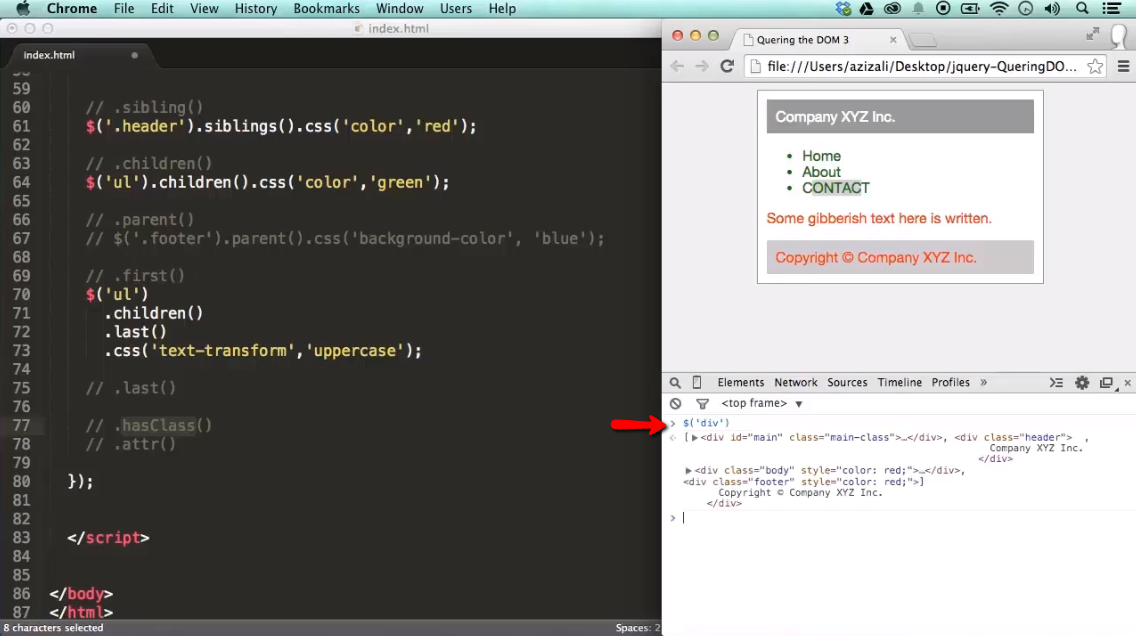 Chrome File Edit View History Bookmarks Window Users Help
index.html
index.html
59
60 // .sibling()
61 $('.header').siblings().css('color','red');
62
63 // .children()
64 $('ul').children().css('color','green');
65
66 // .parent()
67 // $('.footer').parent().css('background-color', 'blue');
68
69 // .first()
70 $('ul')
71 .children()
72 .last()
73 .css('text-transform','uppercase');
74
75 // .last()
76
77 // .hasClass()
78 // .attr()
79
80 });
81
82
83 </script>
84
85
86 </body>
87 </html>
8 characters selected
Spaces: 2
Quering the DOM 3
file:///Users/azizali/Desktop/jquery-QueringDO...
Company XYZ Inc.
• Home
• About
• CONTACT
Some gibberish text here is written.
Copyright © Company XYZ Inc.
Elements Network Sources Timeline Profiles »
<top frame> ▼
> $('div')
[▶<div id="main" class="main-class">…</div>, <div class="header"> ,
Company XYZ Inc.
</div>
▶<div class="body" style="color: red;">…</div>,
<div class="footer" style="color: red;">]
Copyright © Company XYZ Inc.
</div>
>